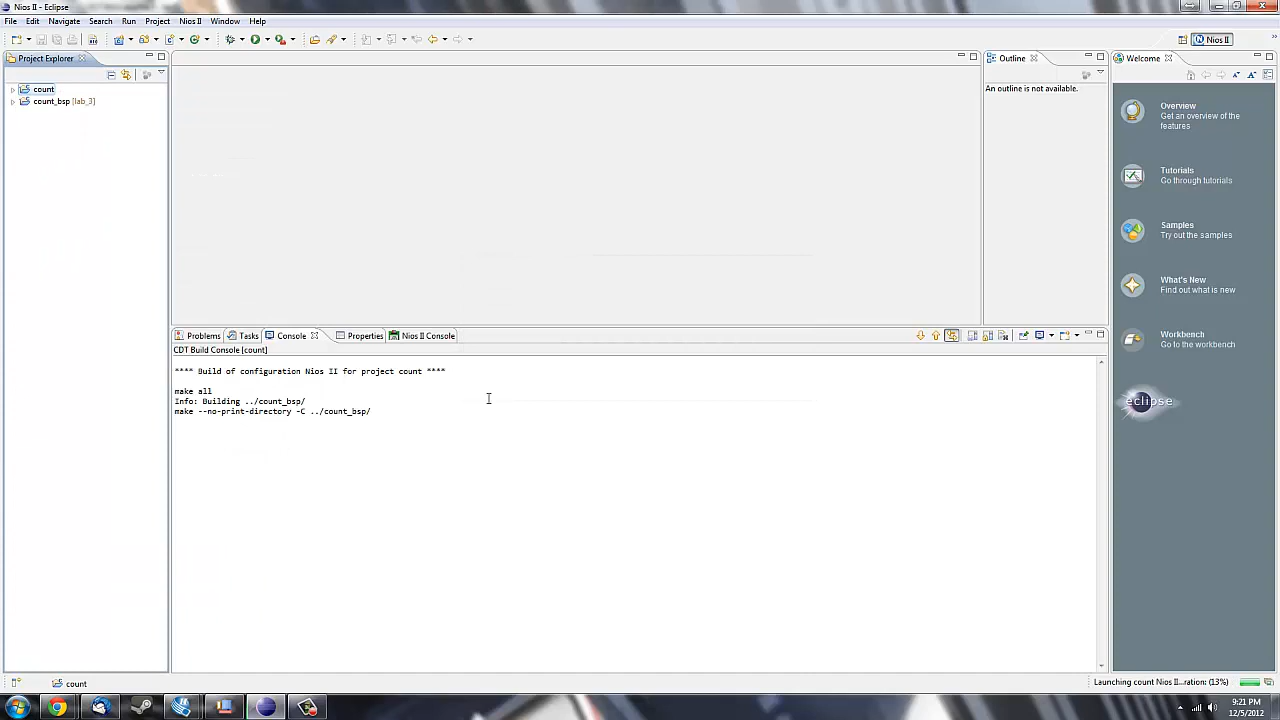 Nios II - Eclipse
File Edit Navigate Search Run Project Nios II Window Help
Nios II
Project Explorer
count
count_bsp [lab_3]
Outline
An outline is not available.
Welcome
Overview
Get an overview of the
features
Tutorials
Go through tutorials
Samples
Try out the samples
What's New
Find out what is new
Workbench
Go to the workbench
eclipse
Problems Tasks Console Properties Nios II Console
CDT Build Console [count]
**** Build of configuration Nios II for project count ****
make all
Info: Building ../count_bsp/
make --no-print-directory -C ../count_bsp/
count
Launching count Nios II...ration: (13%)
9:21 PM
12/5/2012